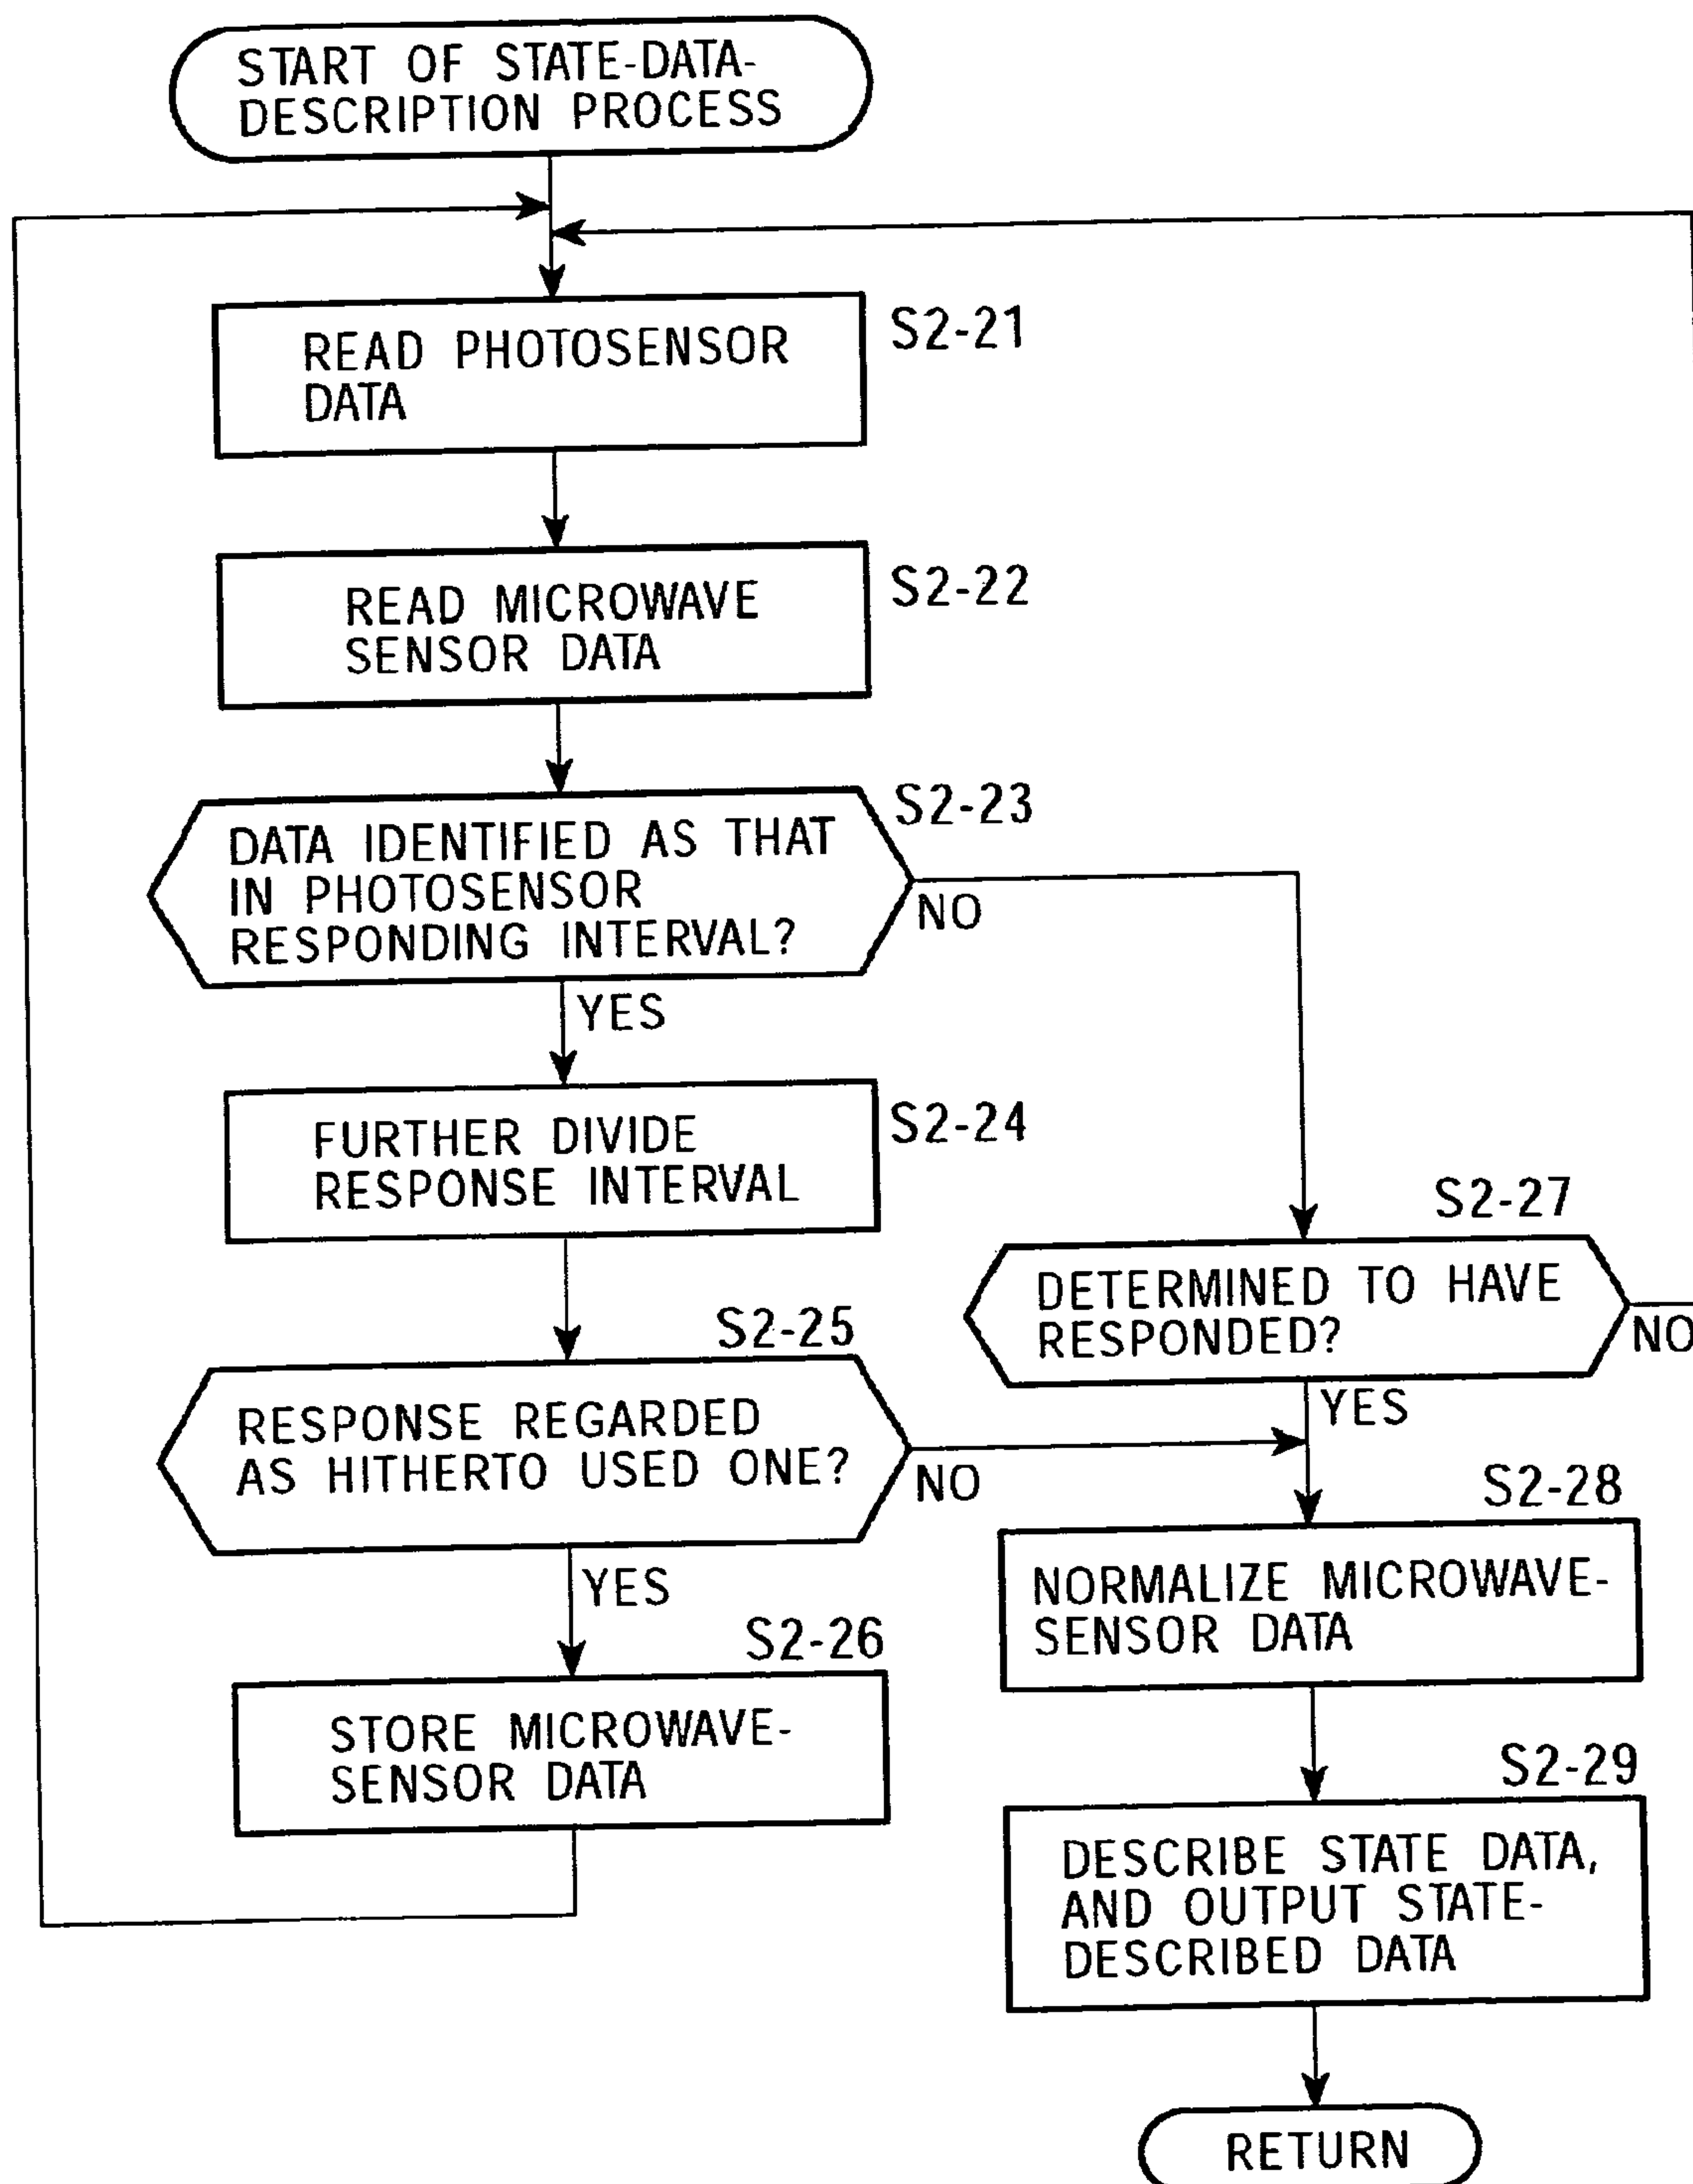 START OF STATE-DATA-
DESCRIPTION PROCESS
READ PHOTOSENSOR
DATA
S2-21
READ MICROWAVE
SENSOR DATA
S2-22
DATA IDENTIFIED AS THAT
IN PHOTOSENSOR
RESPONDING INTERVAL?
S2-23
NO
YES
FURTHER DIVIDE
RESPONSE INTERVAL
S2-24
S2-25
RESPONSE REGARDED
AS HITHERTO USED ONE?
NO
YES
S2-26
STORE MICROWAVE-
SENSOR DATA
S2-27
DETERMINED TO HAVE
RESPONDED?
NO
YES
S2-28
NORMALIZE MICROWAVE-
SENSOR DATA
S2-29
DESCRIBE STATE DATA,
AND OUTPUT STATE-
DESCRIBED DATA
RETURN